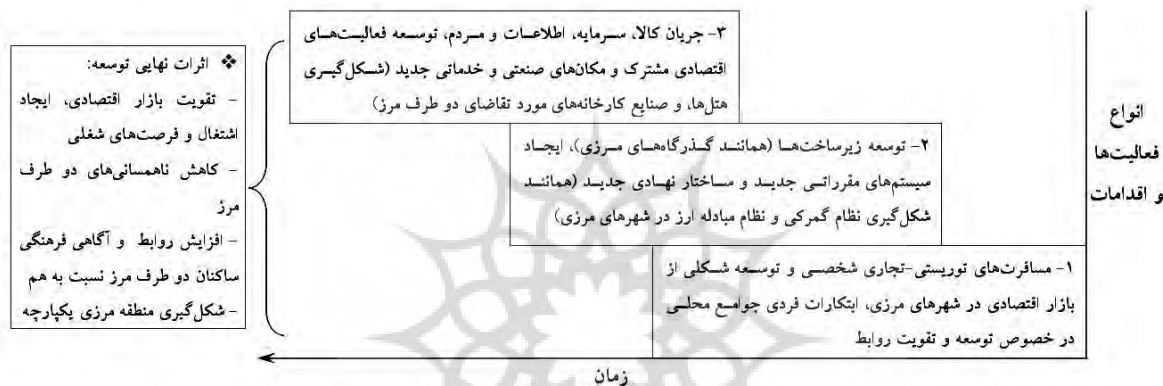 انواع
فعالیت‌ها
و اقدامات
۳- جریان کالا، سرمایه، اطلاعات و مردم، توسعه فعالیت‌های
اقتصادی مشترک و مکان‌های صنعتی و خدماتی جدید (شکل‌گیری
هتل‌ها، و صنایع کارخانه‌های مورد تقاضای دو طرف مرز)
۲- توسعه زیرساخت‌ها (همانند گذرگاه‌های مرزی)، ایجاد
سیستم‌های مقرراتی جدید و ساختار نهادی جدید (همانند
شکل‌گیری نظام گمرکی و نظام مبادله ارز در شهرهای مرزی)
۱- مسافرت‌های توریستی-تجاری شخصی و توسعه شکلی از
بازار اقتصادی در شهرهای مرزی، ابتکارات فردی جوامع محلی
در خصوص توسعه و تقویت روابط
❖ اثرات نهایی توسعه:
- تقویت بازار اقتصادی، ایجاد
اشتغال و فرصت‌های شغلی
- کاهش ناهمسانی‌های دو طرف
مرز
- افزایش روابط و آگاهی فرهنگی
ساکنان دو طرف مرز نسبت به هم
- شکل‌گیری منطقه مرزی یکپارچه
زمان